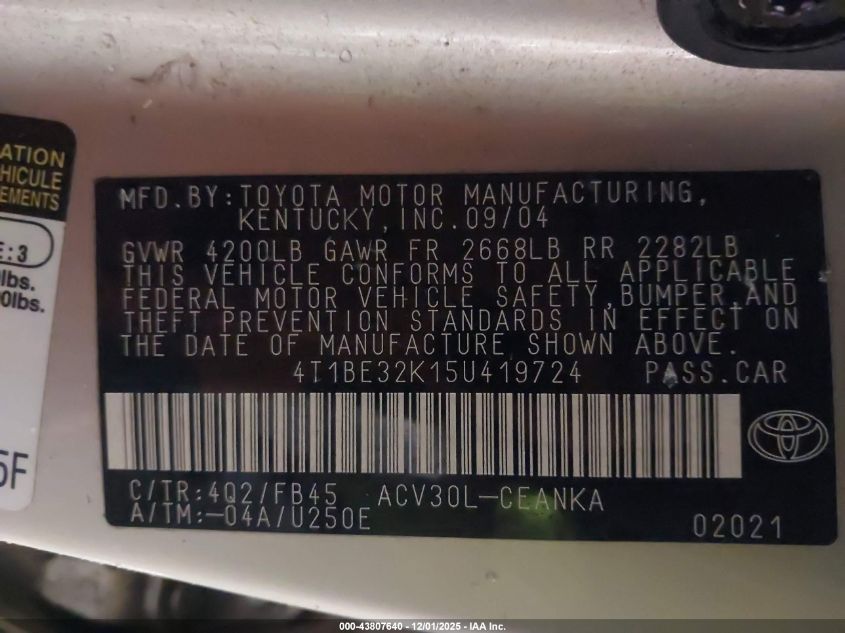 ATION
HICULE
EMENTS
E:3
lbs.
0lbs.
5F
MFD.BY:TOYOTA MOTOR MANUFACTURING,
KENTUCKY,INC.09/04
GVWR 4200LB GAWR FR 2668LB RR 2282LB
THIS VEHICLE CONFORMS TO ALL APPLICABLE
FEDERAL MOTOR VEHICLE SAFETY,BUMPER,AND
THEFT PREVENTION STANDARDS IN EFFECT ON
THE DATE OF MANUFACTURE SHOWN ABOVE.
4T1BE32K15U419724 PASS.CAR
C/TR:4Q2/FB45 ACV30L-CEANKA
A/TM:-04A/U250E
02021
000-43807640 - 12/01/2025 - IAA Inc.